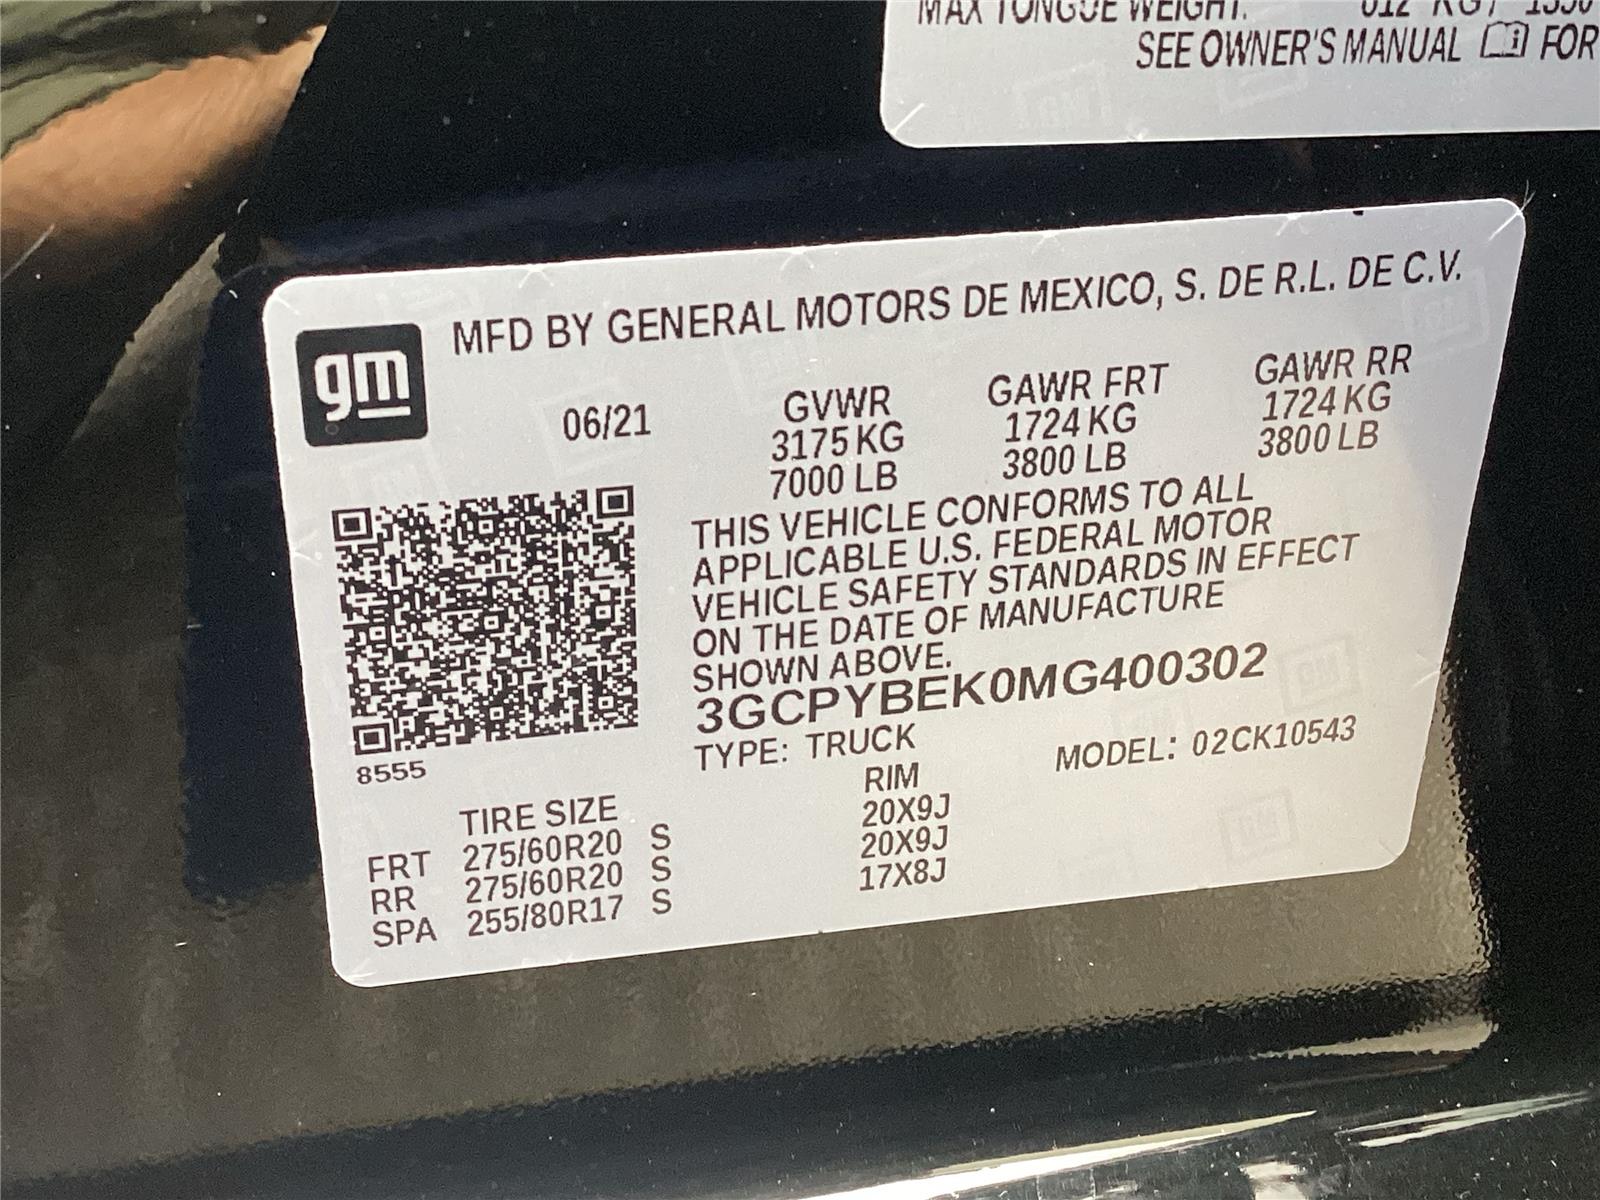 MAX TONGUE WEIGHT: 612 KG/ 1350
SEE OWNER'S MANUAL FOR
MFD BY GENERAL MOTORS DE MEXICO, S. DE R.L. DE C.V.
gm
06/21
GVWR GAWR FRT GAWR RR
3175 KG 1724 KG 1724 KG
7000 LB 3800 LB 3800 LB
THIS VEHICLE CONFORMS TO ALL
APPLICABLE U.S. FEDERAL MOTOR
VEHICLE SAFETY STANDARDS IN EFFECT
ON THE DATE OF MANUFACTURE
SHOWN ABOVE.
3GCPYBEK0MG400302
TYPE: TRUCK MODEL: 02CK10543
8555
TIRE SIZE RIM
FRT 275/60R20 S 20X9J
RR 275/60R20 S 20X9J
SPA 255/80R17 S 17X8J